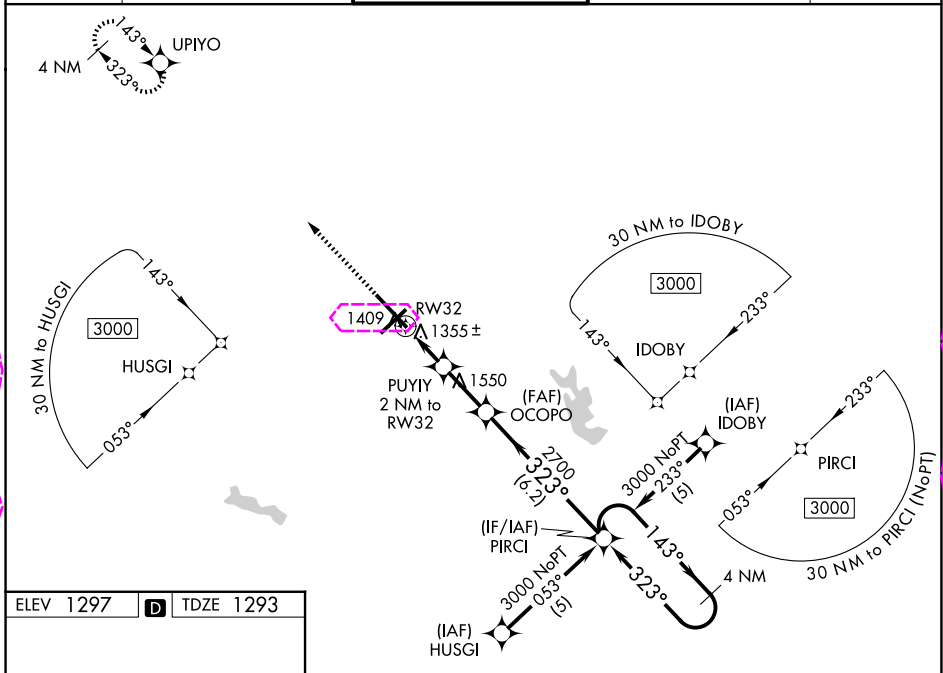 143°
UPIYO
4 NM
323°
30 NM to HUSGI
143°
3000
HUSGI
053°
1409
RW32
1355 ±
PUYIY
2 NM to
RW32
1550
(FAF)
OCOPO
2700
323°
(6.2)
30 NM to IDOBY
3000
143°
233°
IDOBY
(IAF)
IDOBY
3000 NoPT
233°
(5)
233°
PIRCI
053°
3000
30 NM to PIRCI (NoPT)
(IF/IAF)
PIRCI
143°
323°
4 NM
3000 NoPT
053°
(5)
(IAF)
HUSGI
ELEV 1297 D TDZE 1293